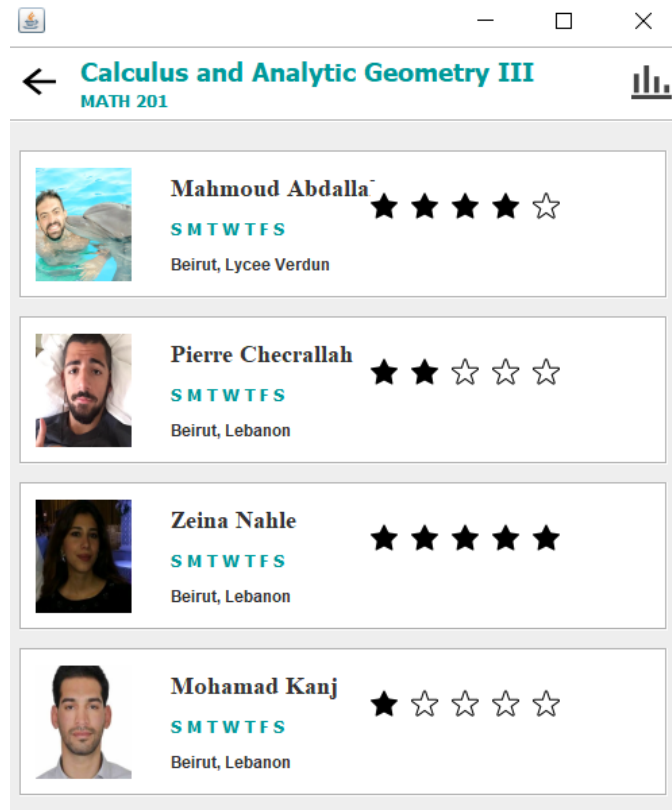 Calculus and Analytic Geometry III
MATH 201
Mahmoud Abdalla
S M T W T F S
Beirut, Lycee Verdun
Pierre Checrallah
S M T W T F S
Beirut, Lebanon
Zeina Nahle
S M T W T F S
Beirut, Lebanon
Mohamad Kanj
S M T W T F S
Beirut, Lebanon